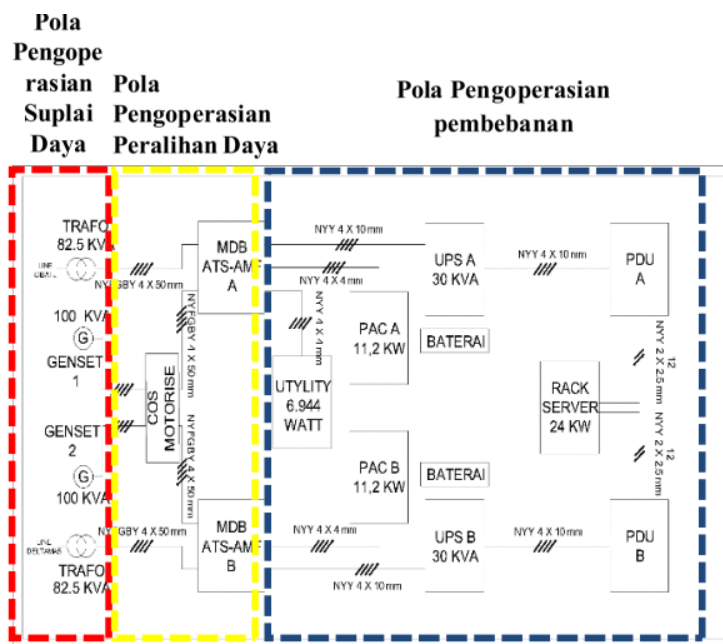 Pola
Pengope
rasian
Suplai
Daya
Pola
Pengoperasian
Peralihan Daya
Pola Pengoperasian
pembebanan
TRAFO
82.5 KVA
LINE
NYFGBY 4 X 50 mm
100 KVA
G
GENSET
1
GENSET
2
G
100 KVA
NYFGBY 4 X 50 mm
LINE
DELTAMAS
TRAFO
82.5 KVA
COS
MOTORISE
NYFGBY 4 X 50 mm
NYFGBY 4 X 50 mm
MDB
ATS-AMF
A
MDB
ATS-AMF
B
NYY 4 X 10 mm
NYY 4 X 4 mm
NYY 4 X 4 mm
UTYLITY
6.944
WATT
PAC A
11,2 KW
PAC B
11,2 KW
NYY 4 X 4 mm
NYY 4 X 10 mm
UPS A
30 KVA
BATERAI
BATERAI
UPS B
30 KVA
NYY 4 X 10 mm
NYY 4 X 10 mm
RACK
SERVER
24 KW
PDU
A
12
NYY 2 X 2.5 mm
12
NYY 2 X 2.5 mm
PDU
B